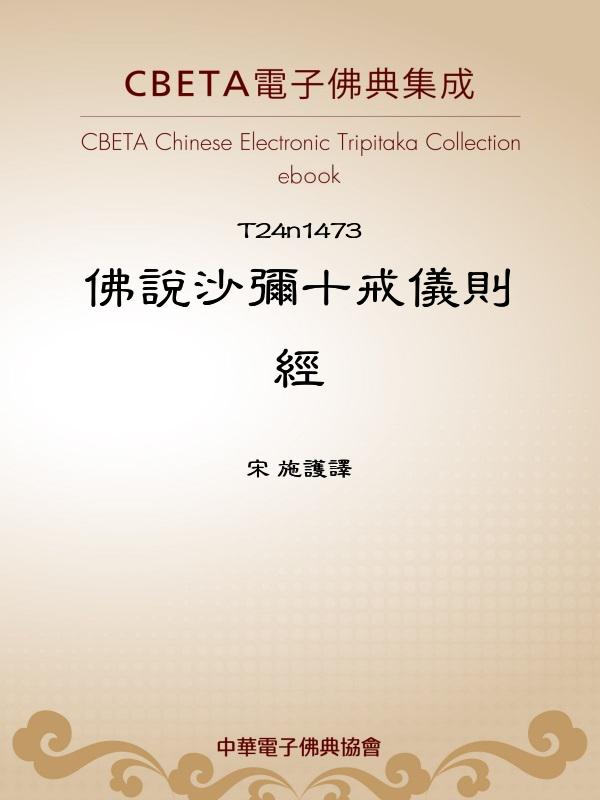 CBETA電子佛典集成
CBETA Chinese Electronic Tripitaka Collection
ebook
T24n1473
佛說沙彌十戒儀則
經
宋 施護譯
中華電子佛典協會